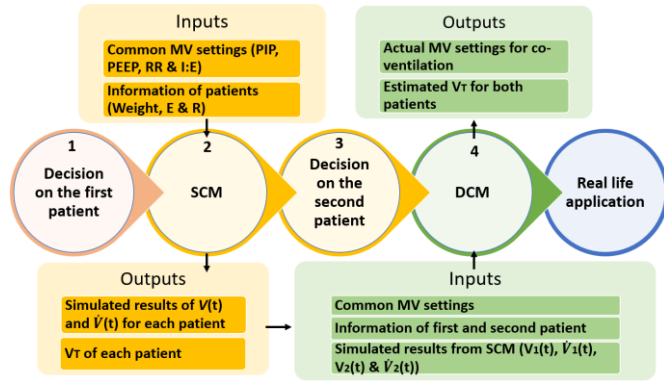 Inputs
Common MV settings (PIP,
PEEP, RR & I:E)
Information of patients
(Weight, E & R)
Outputs
Actual MV settings for co-
ventilation
Estimated VT for both
patients
1
Decision
on the first
patient
2
SCM
3
Decision
on the
second
patient
4
DCM
Real life
application
Outputs
Simulated results of V(t)
and V̇(t) for each patient
VT of each patient
Inputs
Common MV settings
Information of first and second patient
Simulated results from SCM (V1(t), V̇1(t),
V2(t) & V̇2(t))